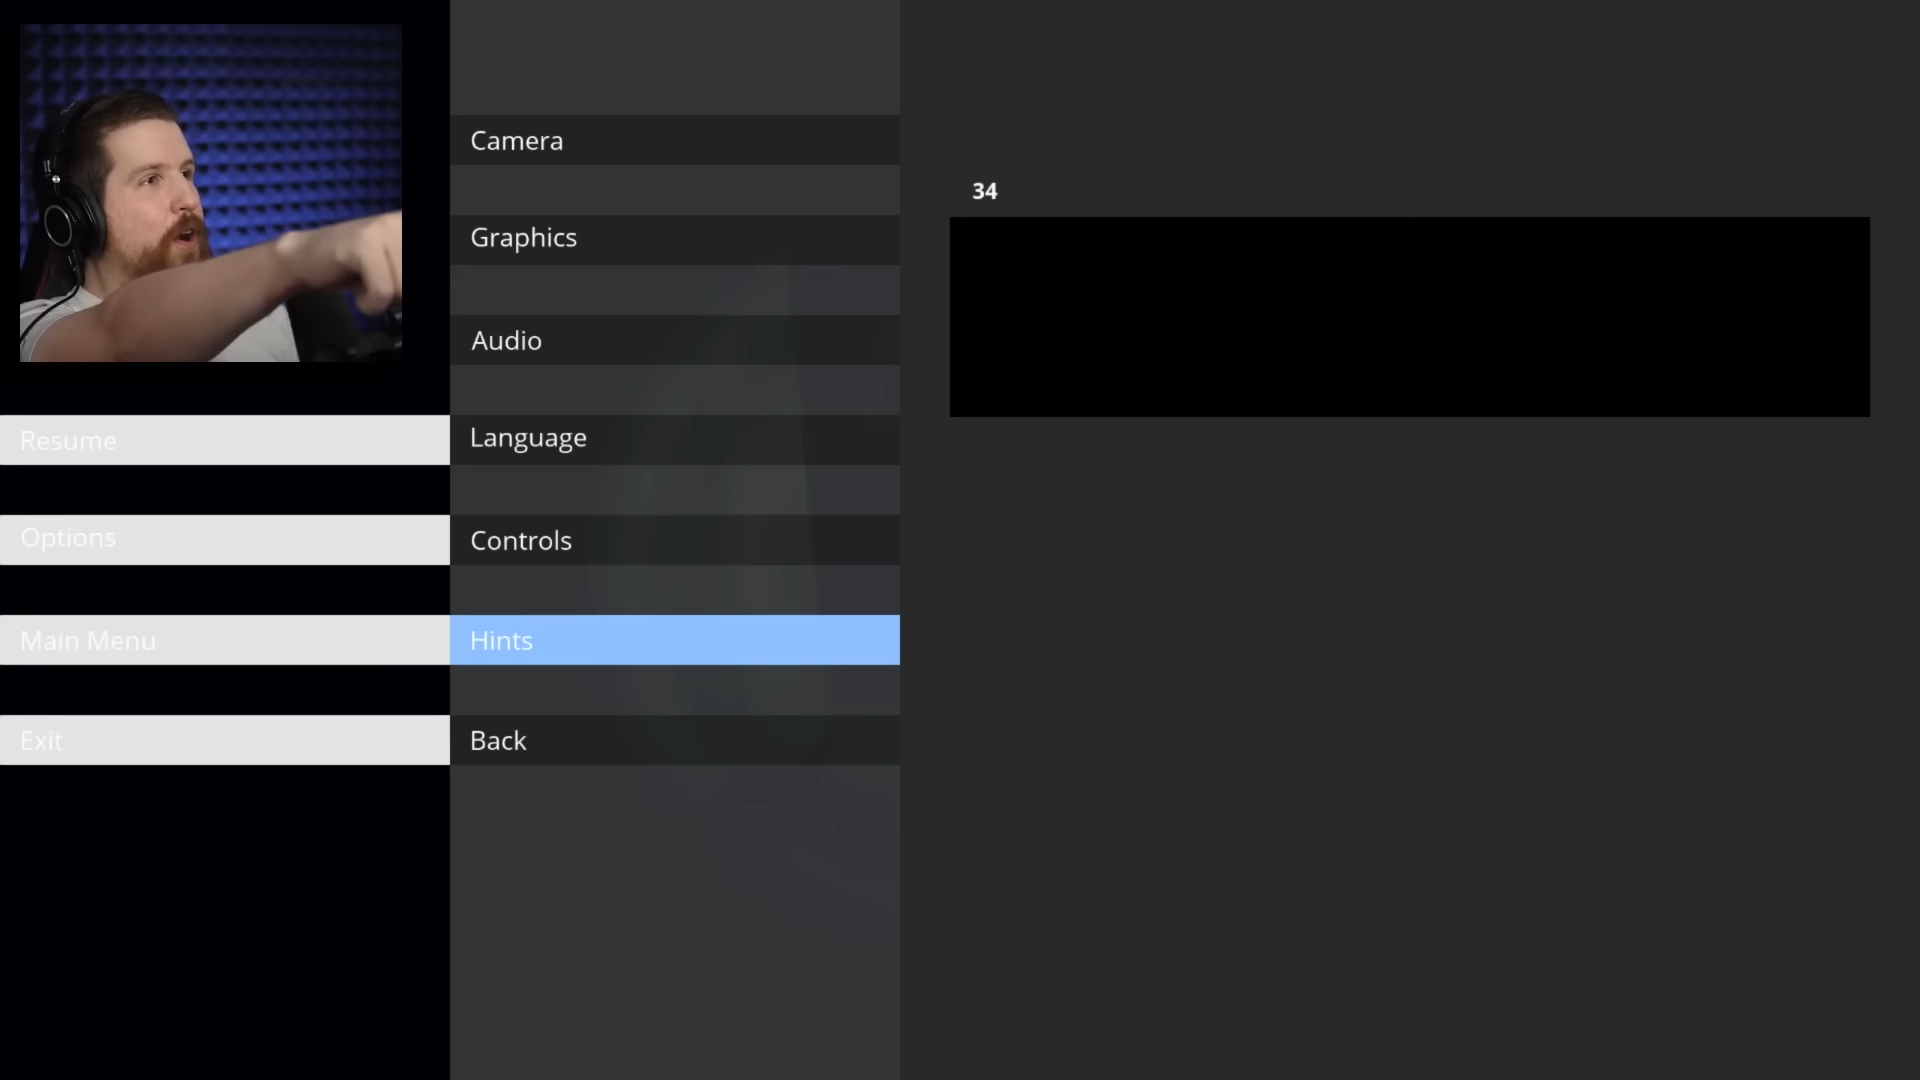 Resume
Options
Main Menu
Exit
Camera
Graphics
Audio
Language
Controls
Hints
Back
34